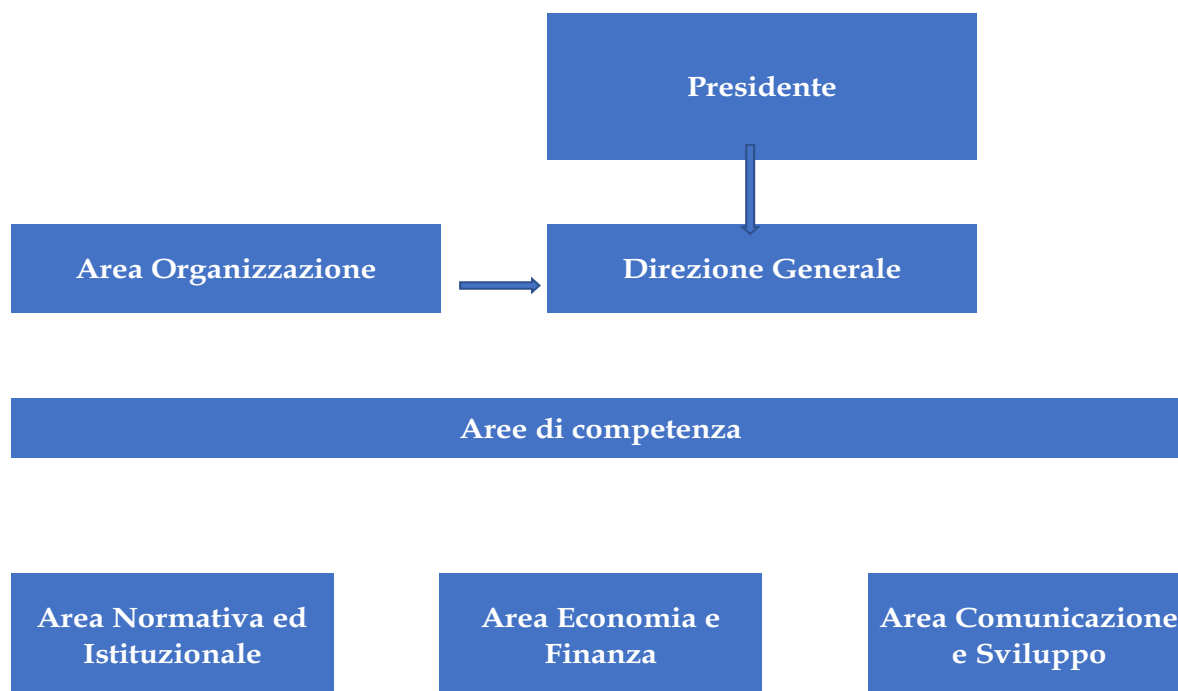 Presidente
Area Organizzazione
Direzione Generale
Aree di competenza
Area Normativa ed
Istituzionale
Area Economia e
Finanza
Area Comunicazione
e Sviluppo